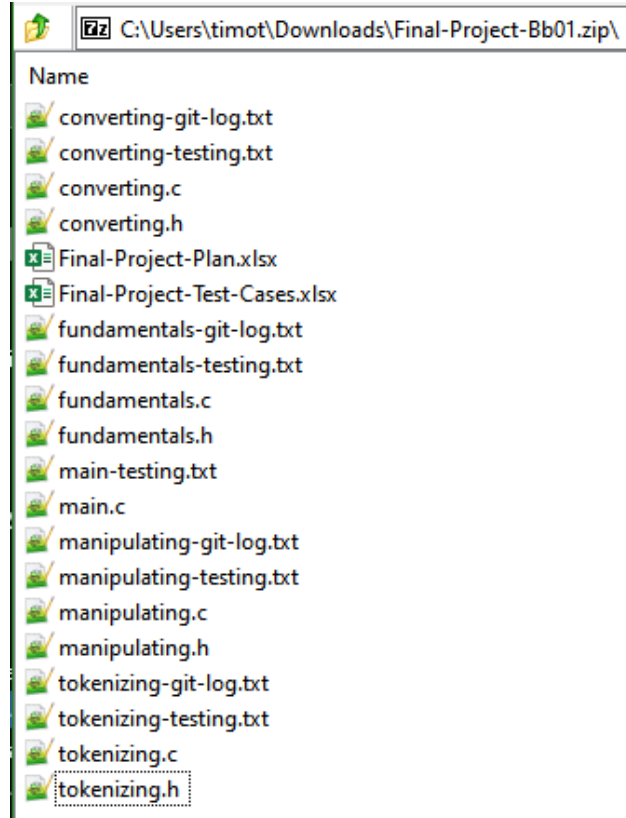 7z C:\Users\timot\Downloads\Final-Project-Bb01.zip\
Name
converting-git-log.txt
converting-testing.txt
converting.c
converting.h
Final-Project-Plan.xlsx
Final-Project-Test-Cases.xlsx
fundamentals-git-log.txt
fundamentals-testing.txt
fundamentals.c
fundamentals.h
main-testing.txt
main.c
manipulating-git-log.txt
manipulating-testing.txt
manipulating.c
manipulating.h
tokenizing-git-log.txt
tokenizing-testing.txt
tokenizing.c
tokenizing.h